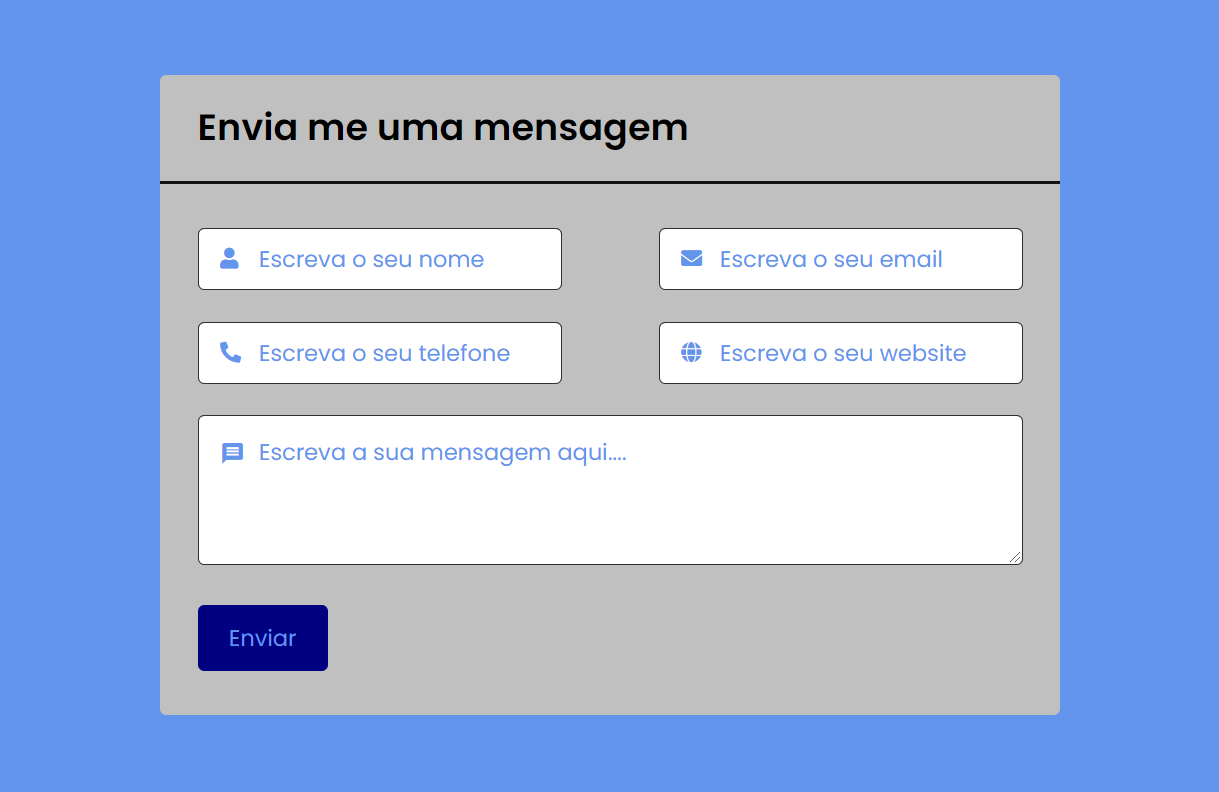 Envia me uma mensagem
Escreva o seu nome
Escreva o seu email
Escreva o seu telefone
Escreva o seu website
Escreva a sua mensagem aqui....
Enviar